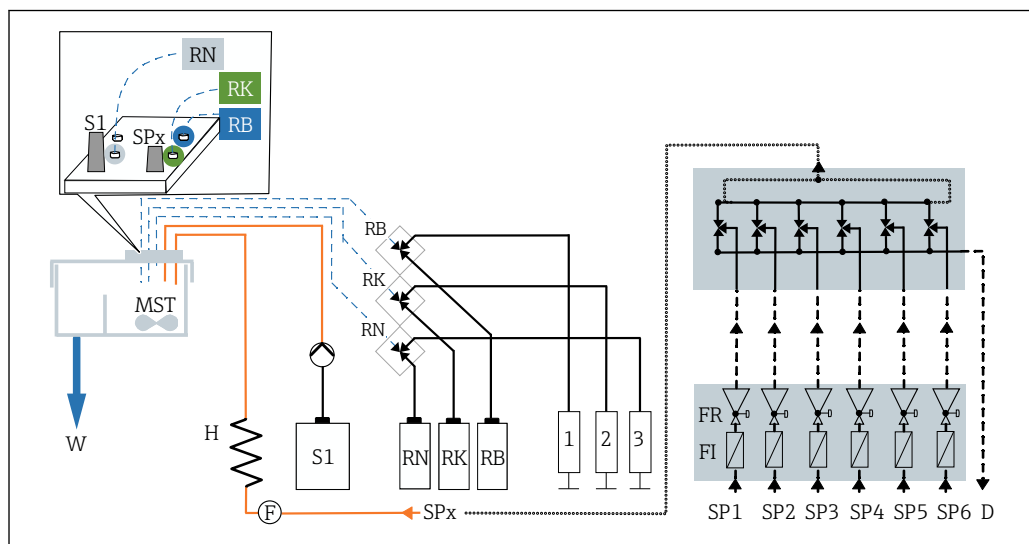 RN
RK
S1
RB
SPx
RB
RK
MST
RN
FR
W
H
S1
RN
RK
RB
1
2
3
FI
F
SPx
SP1 SP2 SP3 SP4 SP5 SP6 D